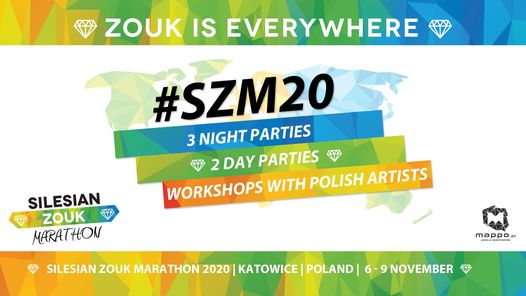 ZOUK IS EVERYWHERE
#SZM20
3 NIGHT PARTIES
2 DAY PARTIES
WORKSHOPS WITH POLISH ARTISTS
SILESIAN
ZOUK
MARATHON
mappo.pl
SILESIAN ZOUK MARATHON 2020 | KATOWICE | POLAND | 6 - 9 NOVEMBER